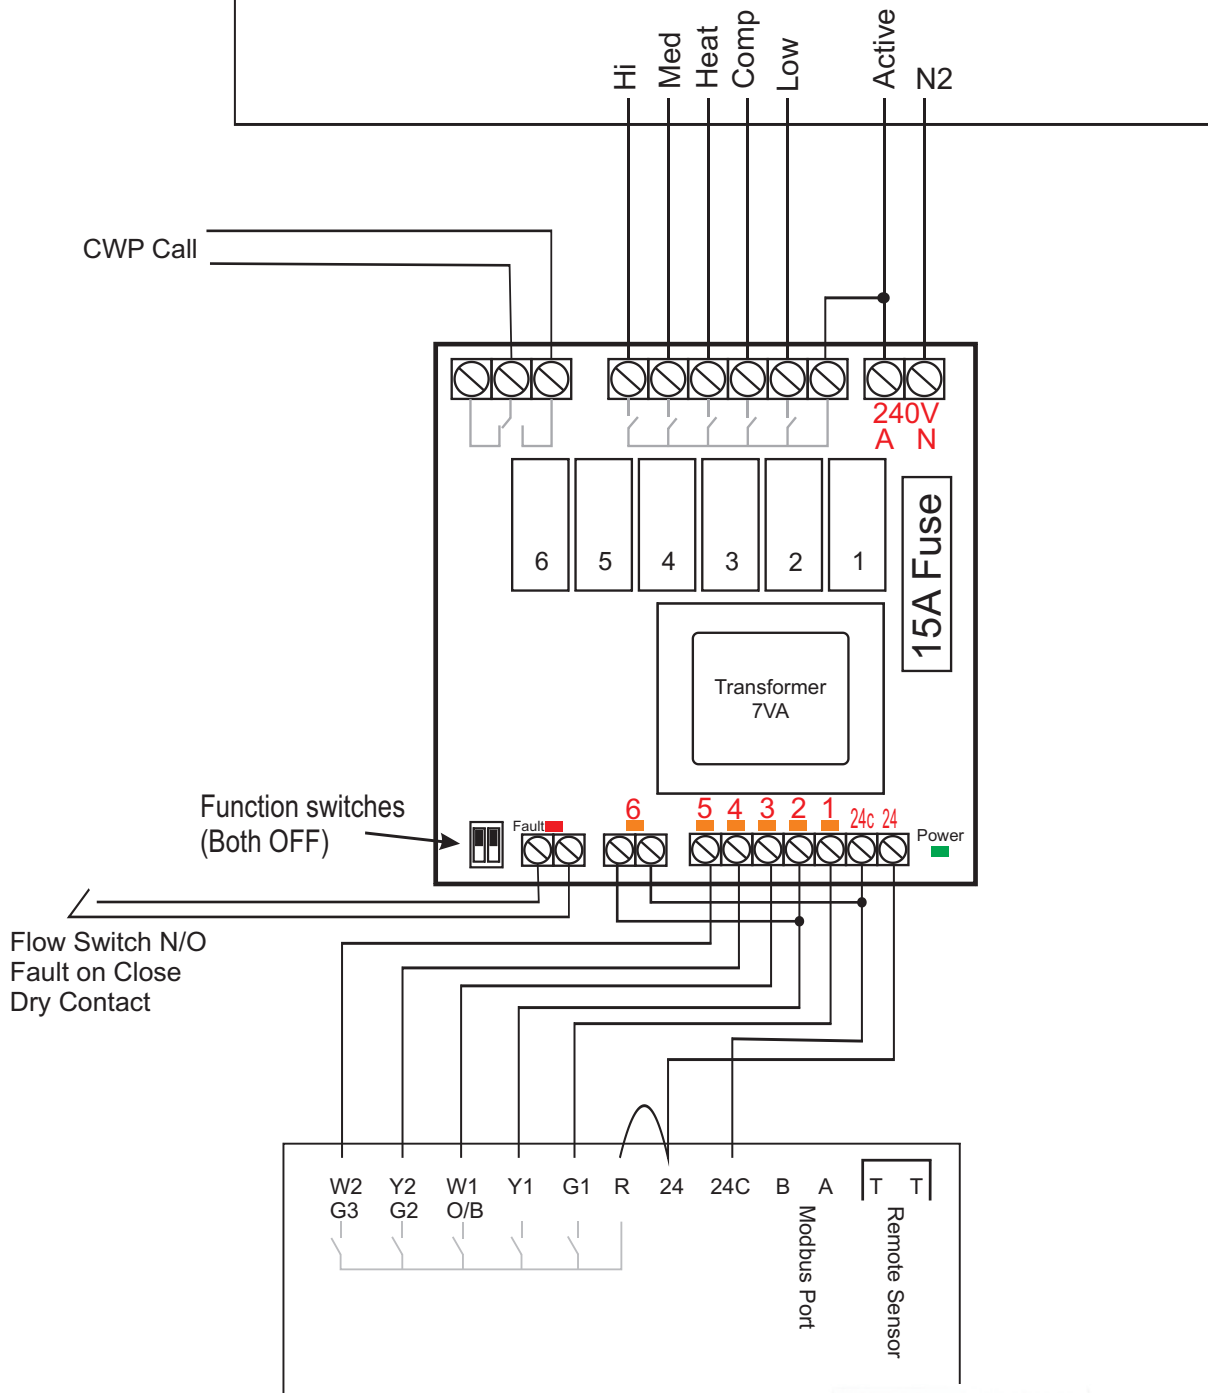 Hi
Med
Heat
Comp
Low
Active
N2
CWP Call
240V
A N
6
5
4
3
2
1
15A Fuse
Transformer
7VA
Function switches
(Both OFF)
Fault
6
5
4
3
2
1
24c
24
Power
Flow Switch N/O
Fault on Close
Dry Contact
W2
G3
Y2
G2
W1
O/B
Y1
G1
R
24
24C
B
A
T
T
Modbus Port
Remote Sensor